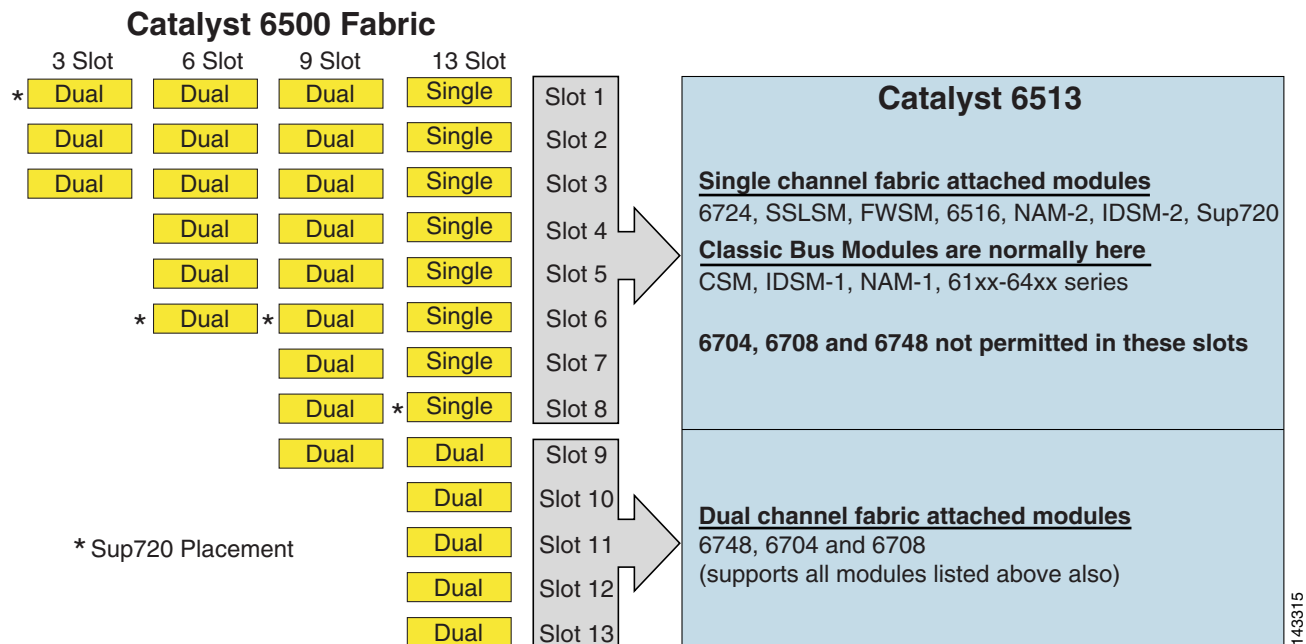 Catalyst 6500 Fabric
3 Slot 6 Slot 9 Slot 13 Slot
* Dual Dual Dual Single Slot 1
Dual Dual Dual Single Slot 2
Dual Dual Dual Single Slot 3
Dual Dual Single Slot 4
Dual Dual Single Slot 5
* Dual * Dual Single Slot 6
Dual Single Slot 7
Dual * Single Slot 8
Dual Dual Slot 9
Dual Slot 10
Dual Slot 11
Dual Slot 12
Dual Slot 13
* Sup720 Placement
Catalyst 6513
Single channel fabric attached modules
6724, SSLSM, FWSM, 6516, NAM-2, IDSM-2, Sup720
Classic Bus Modules are normally here
CSM, IDSM-1, NAM-1, 61xx-64xx series
6704, 6708 and 6748 not permitted in these slots
Dual channel fabric attached modules
6748, 6704 and 6708
(supports all modules listed above also)
143315